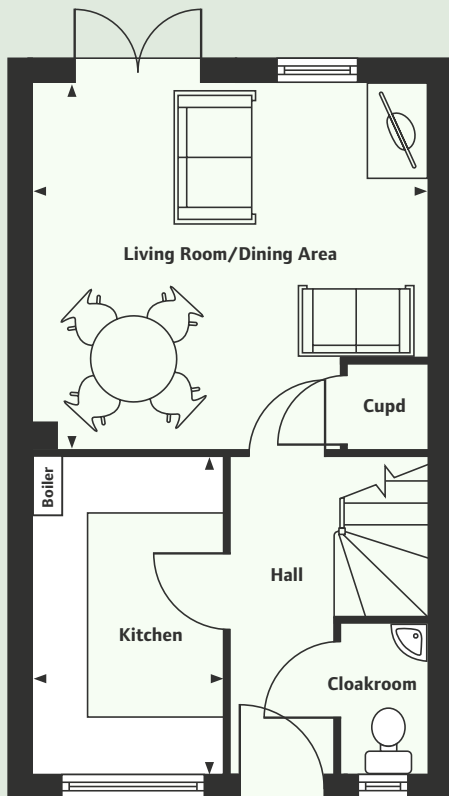 Living Room/Dining Area
Cupd
Boiler
Hall
Kitchen
Cloakroom